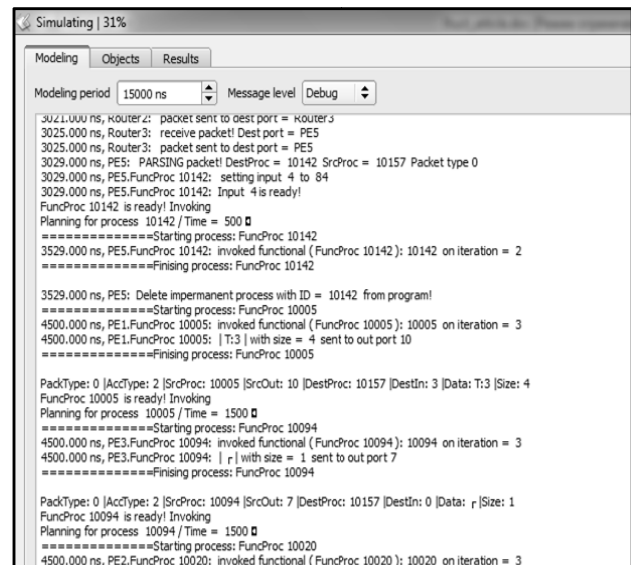 Simulating | 31%
Modeling Objects Results
Modeling period 15000 ns Message level Debug
3021.000 ns, Router2: packet sent to dest port = Router3
3025.000 ns, Router3: receive packet! Dest port = PE5
3025.000 ns, Router3: packet sent to dest port = PE5
3029.000 ns, PE5: PARSING packet! DestProc = 10142 SrcProc = 10157 Packet type 0
3029.000 ns, PE5.FuncProc 10142: setting input 4 to 84
3029.000 ns, PE5.FuncProc 10142: Input 4 is ready!
FuncProc 10142 is ready! Invoking
Planning for process 10142 / Time = 500
==============Starting process: FuncProc 10142
3529.000 ns, PE5.FuncProc 10142: invoked functional ( FuncProc 10142 ): 10142 on iteration = 2
==============Finising process: FuncProc 10142
3529.000 ns, PE5: Delete impermanent process with ID = 10142 from program!
==============Starting process: FuncProc 10005
4500.000 ns, PE1.FuncProc 10005: invoked functional ( FuncProc 10005 ): 10005 on iteration = 3
4500.000 ns, PE1.FuncProc 10005: | T:3 | with size = 4 sent to out port 10
==============Finising process: FuncProc 10005
PackType: 0 |AccType: 2 |SrcProc: 10005 |SrcOut: 10 |DestProc: 10157 |DestIn: 3 |Data: T:3 |Size: 4
FuncProc 10005 is ready! Invoking
Planning for process 10005 / Time = 1500
==============Starting process: FuncProc 10094
4500.000 ns, PE3.FuncProc 10094: invoked functional ( FuncProc 10094 ): 10094 on iteration = 3
4500.000 ns, PE3.FuncProc 10094: | ┌ | with size = 1 sent to out port 7
==============Finising process: FuncProc 10094
PackType: 0 |AccType: 2 |SrcProc: 10094 |SrcOut: 7 |DestProc: 10157 |DestIn: 0 |Data: ┌ |Size: 1
FuncProc 10094 is ready! Invoking
Planning for process 10094 / Time = 1500
==============Starting process: FuncProc 10020
4500.000 ns, PE2.FuncProc 10020: invoked functional ( FuncProc 10020 ): 10020 on iteration = 3